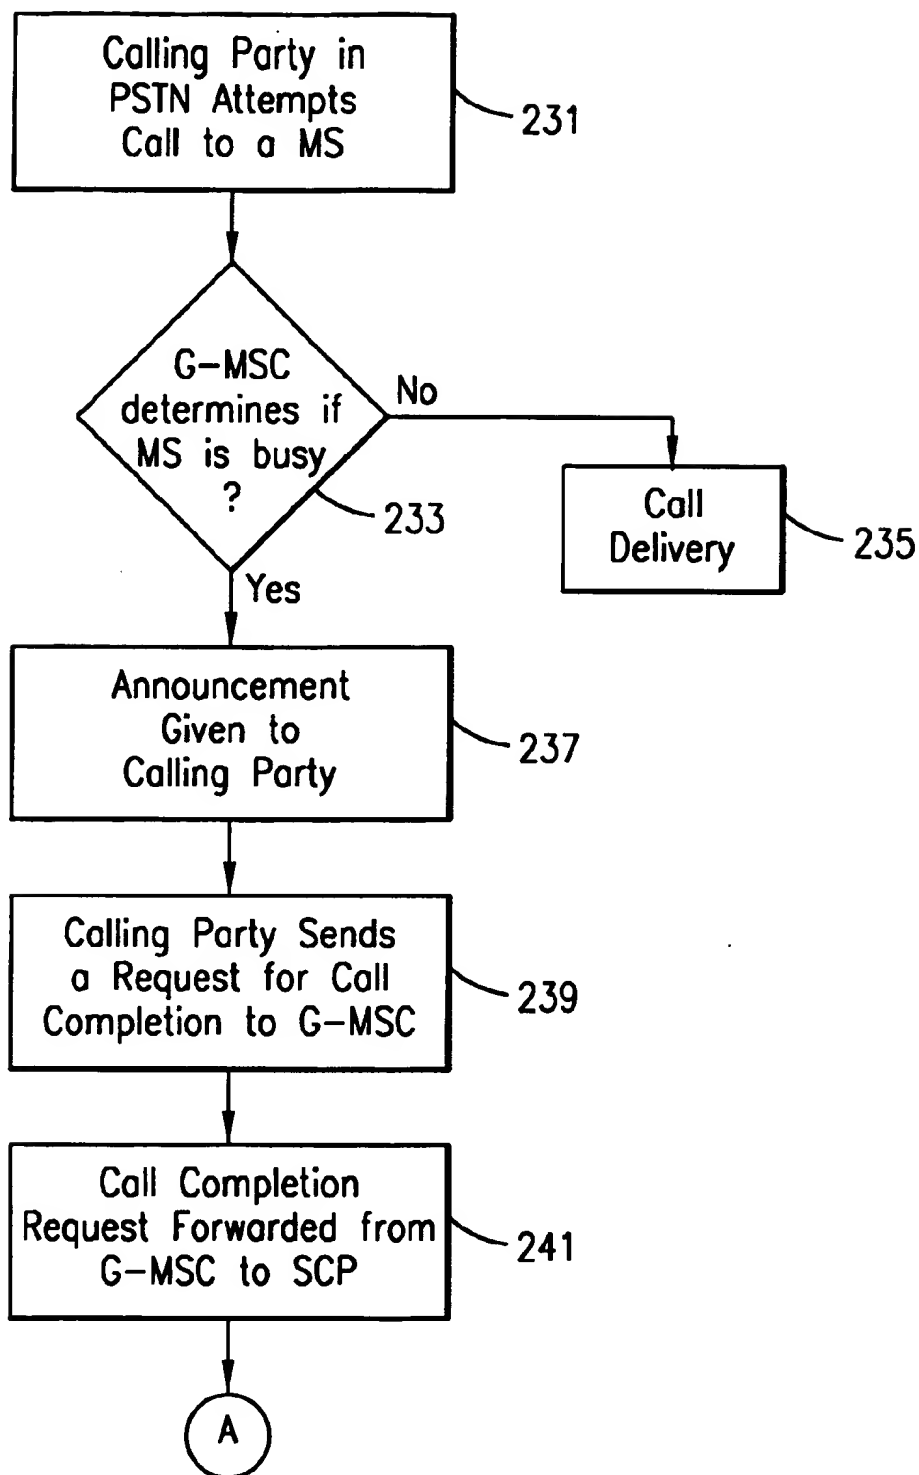 Calling Party in
PSTN Attempts
Call to a MS
231
G-MSC
determines if
MS is busy
?
No
233
Call
Delivery
235
Yes
Announcement
Given to
Calling Party
237
Calling Party Sends
a Request for Call
Completion to G-MSC
239
Call Completion
Request Forwarded from
G-MSC to SCP
241
A